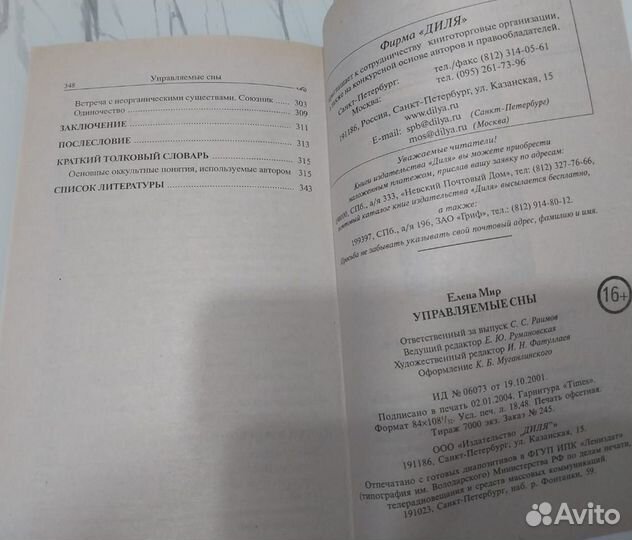 348 Управляемые сны
Встреча с неорганическими существами. Союзник 303
Одиночество 309
ЗАКЛЮЧЕНИЕ 311
ПОСЛЕСЛОВИЕ 313
КРАТКИЙ ТОЛКОВЫЙ СЛОВАРЬ 315
Основные оккультные понятия, используемые автором 315
СПИСОК ЛИТЕРАТУРЫ 343
Фирма «ДИЛЯ»
приглашает к сотрудничеству книготорговые организации,
а также на конкурсной основе авторов и правообладателей.
Санкт-Петербург: тел./факс (812) 314-05-61
Москва: тел. (095) 261-73-96
191186, Россия, Санкт-Петербург, ул. Казанская, 15
www.dilya.ru
E-mail: spb@dilya.ru (Санкт-Петербург)
mos@dilya.ru (Москва)
Уважаемые читатели!
Книги издательства «Диля» вы можете приобрести
наложенным платежом, прислав вашу заявку по адресам:
СПб., а/я 333, «Невский Почтовый Дом», тел: (812) 327-76-66,
почтовый каталог книг издательства «Диля» высылается бесплатно,
а также:
199397, СПб., а/я 196, ЗАО «Гриф», тел.: (812) 914-80-12.
Просьба не забывать указывать свой почтовый адрес, фамилию и имя.
Елена Мир
УПРАВЛЯЕМЫЕ СНЫ
16+
Ответственный за выпуск С. С. Раимов
Ведущий редактор Е. Ю. Румановская
Художественный редактор И. Н. Фатуллаев
Оформление К. Б. Муганлинского
ИД № 06073 от 19.10.2001.
Подписано в печать 02.01.2004. Гарнитура «Times».
Формат 84×108¹/₃₂. Усл. печ. л. 18,48. Печать офсетная.
Тираж 7000 экз. Заказ № 245.
ООО «Издательство „ДИЛЯ"»
191186, Санкт-Петербург, ул. Казанская, 15.
Отпечатано с готовых диапозитивов в ФГУП ИПК «Лениздат»
(типография им. Володарского) Министерства РФ по делам печати,
телерадиовещания и средств массовых коммуникаций.
191023, Санкт-Петербург, наб. р. Фонтанки, 59.
Avito